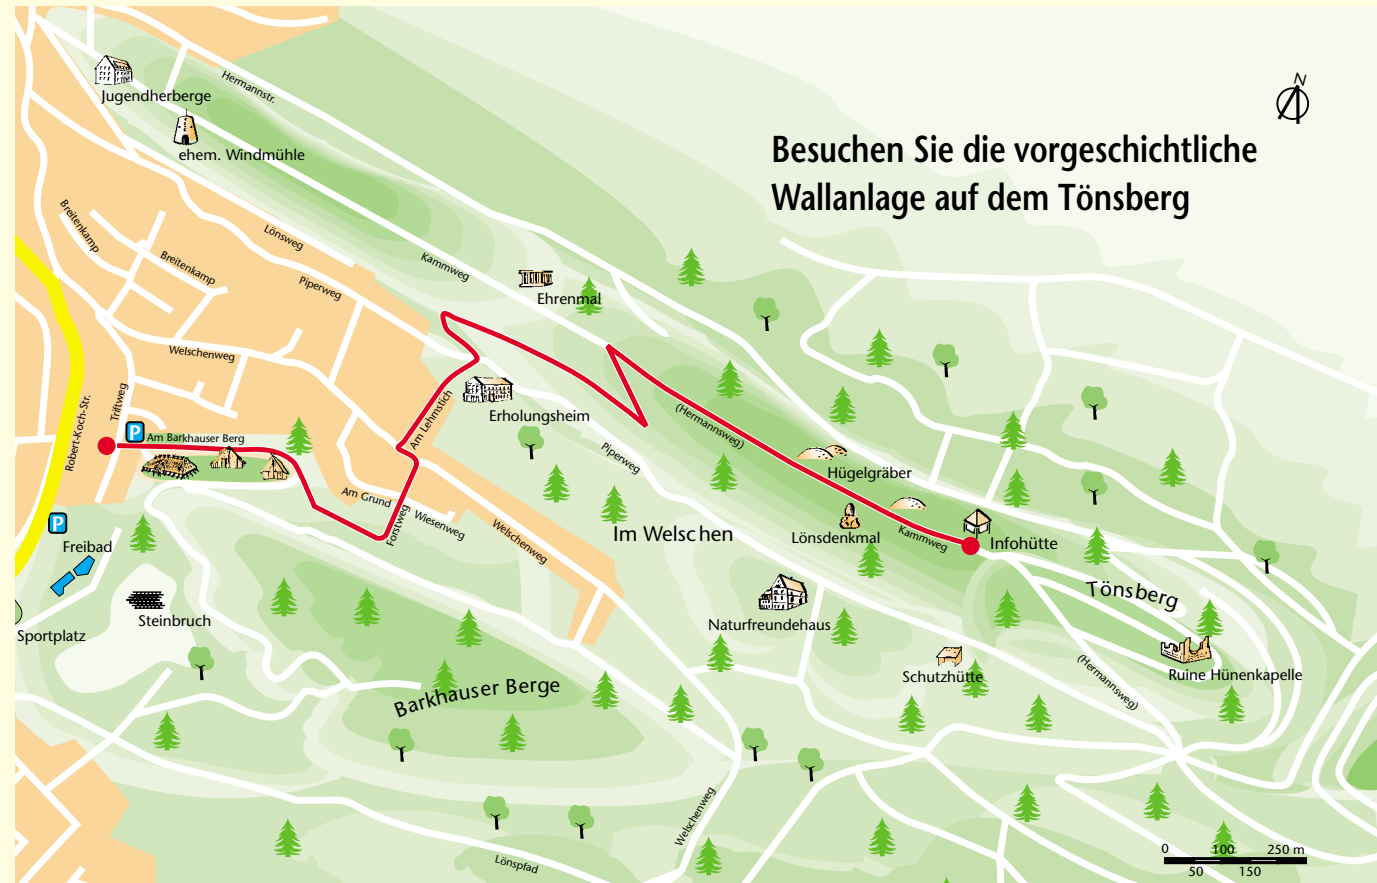 N
Besuchen Sie die vorgeschichtliche
Wallanlage auf dem Tönsberg
Jugendherberge
Hermannstr.
ehem. Windmühle
Breitenkamp
Breitenkamp
Lönsweg
Kammweg
Piperweg
Ehrenmal
Welschenweg
Triftweg
Robert-Koch-Str.
P
Am Barkhauser Berg
Am Lehmstich
Erholungsheim
(Hermannsweg)
Piperweg
Hügelgräber
Am Grund
Wiesenweg
Forstweg
Welschenweg
Im Welschen
Lönsdenkmal
Kammweg
Infohütte
P
Freibad
Steinbruch
Sportplatz
Tönsberg
Naturfreundehaus
Schutzhütte
(Hermannsweg)
Ruine Hünenkapelle
Barkhauser Berge
Welschenweg
Lönspfad
0 100 250 m
50 150